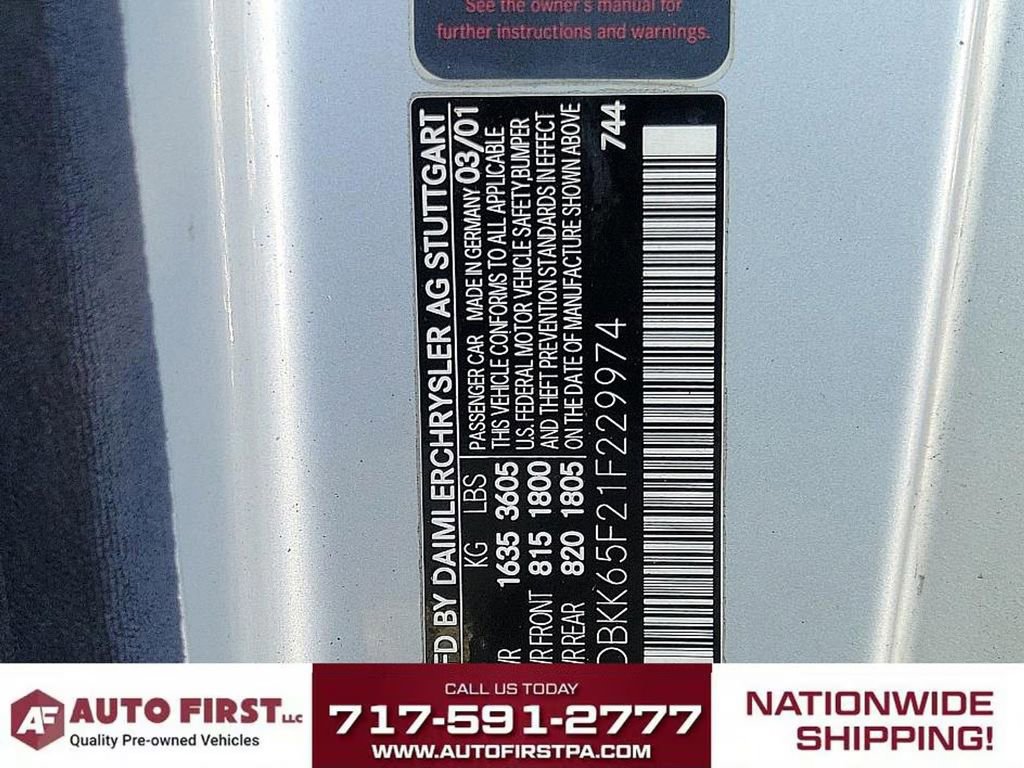 See the owner's manual for
further instructions and warnings.
MFD BY DAIMLERCHRYSLER AG STUTTGART
KG LBS PASSENGER CAR MADE IN GERMANY 03/01
1635 3605 THIS VEHICLE CONFORMS TO ALL APPLICABLE
U.S. FEDERAL MOTOR VEHICLE SAFETY,BUMPER
FRONT 815 1800 AND THEFT PREVENTION STANDARDS IN EFFECT
REAR 820 1805 ON THE DATE OF MANUFACTURE SHOWN ABOVE
DBKK65F21F229974 744
AF AUTO FIRST LLC
Quality Pre-owned Vehicles
CALL US TODAY
717-591-2777
WWW.AUTOFIRSTPA.COM
NATIONWIDE
SHIPPING!